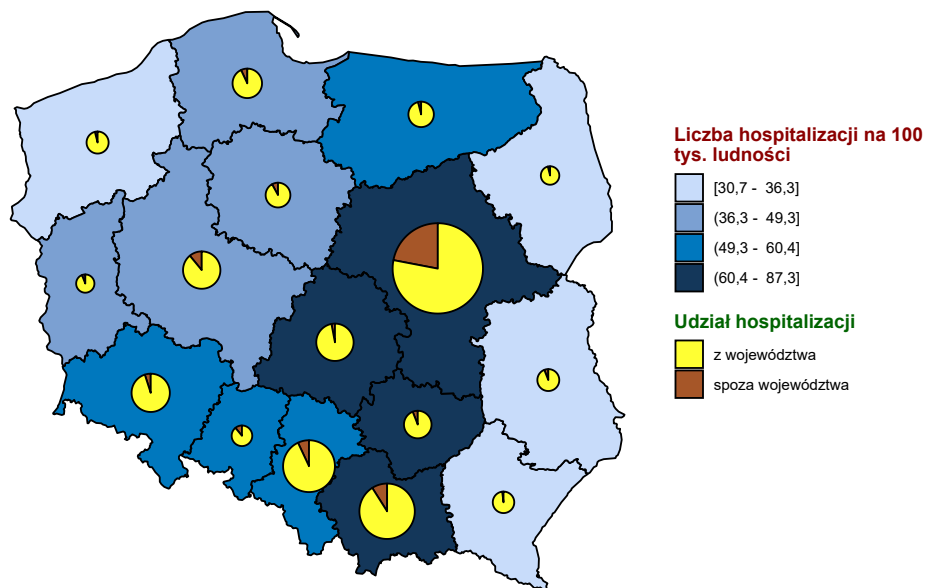 Liczba hospitalizacji na 100
tys. ludności
[30,7 - 36,3]
(36,3 - 49,3]
(49,3 - 60,4]
(60,4 - 87,3]
Udział hospitalizacji
z województwa
spoza województwa